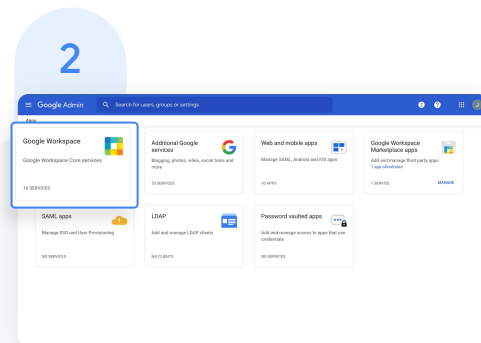 2
Google Admin
Search for users, groups or settings
J
Apps
Google Workspace
Google Workspace Core services
16 SERVICES
Additional Google
services
Blogging, photos, video, social tools and
more
Web and mobile apps
Manage SAML, Android and iOS apps
10 APPS
Google Workspace
Marketplace apps
Add and manage third party apps
1 app allowlisted
1 SERVICE
MANAGE
SAML apps
Manage SSO and User Provisioning
NO SERVICES
LDAP
Add and manage LDAP clients
NO CLIENTS
Password vaulted apps
Add and manage access to apps that use
credentials
NO SERVICES